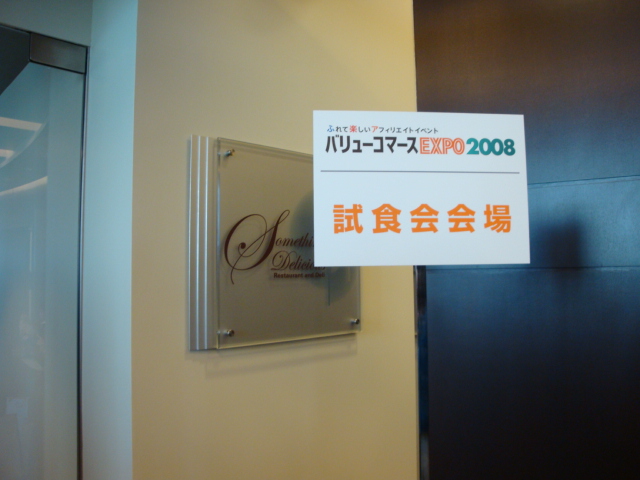 ふれて楽しいアフィリエイトイベント
バリューコマースEXPO2008
試食会会場
Restaurant and